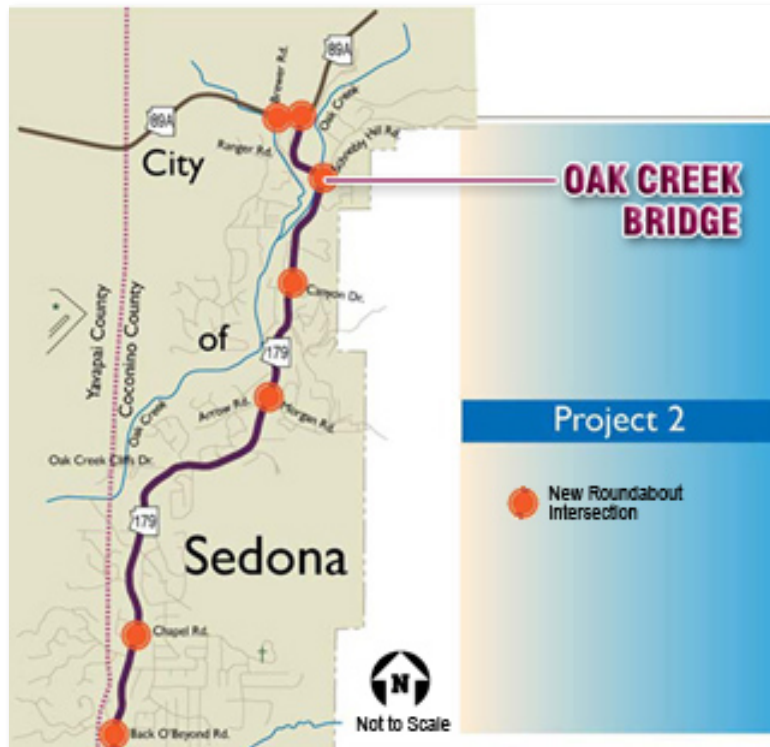 Brewer Rd.
89A
Oak Creek
89A
Ranger Rd.
Schnebly Hill Rd.
City
OAK CREEK
BRIDGE
Canyon Dr.
Yavapai County
Coconino County
of
179
Project 2
Arrow Rd.
Morgan Rd.
Oak Creek
Oak Creek Cliffs Dr.
New Roundabout
Intersection
179
Sedona
Chapel Rd.
N
Not to Scale
Back O'Beyond Rd.